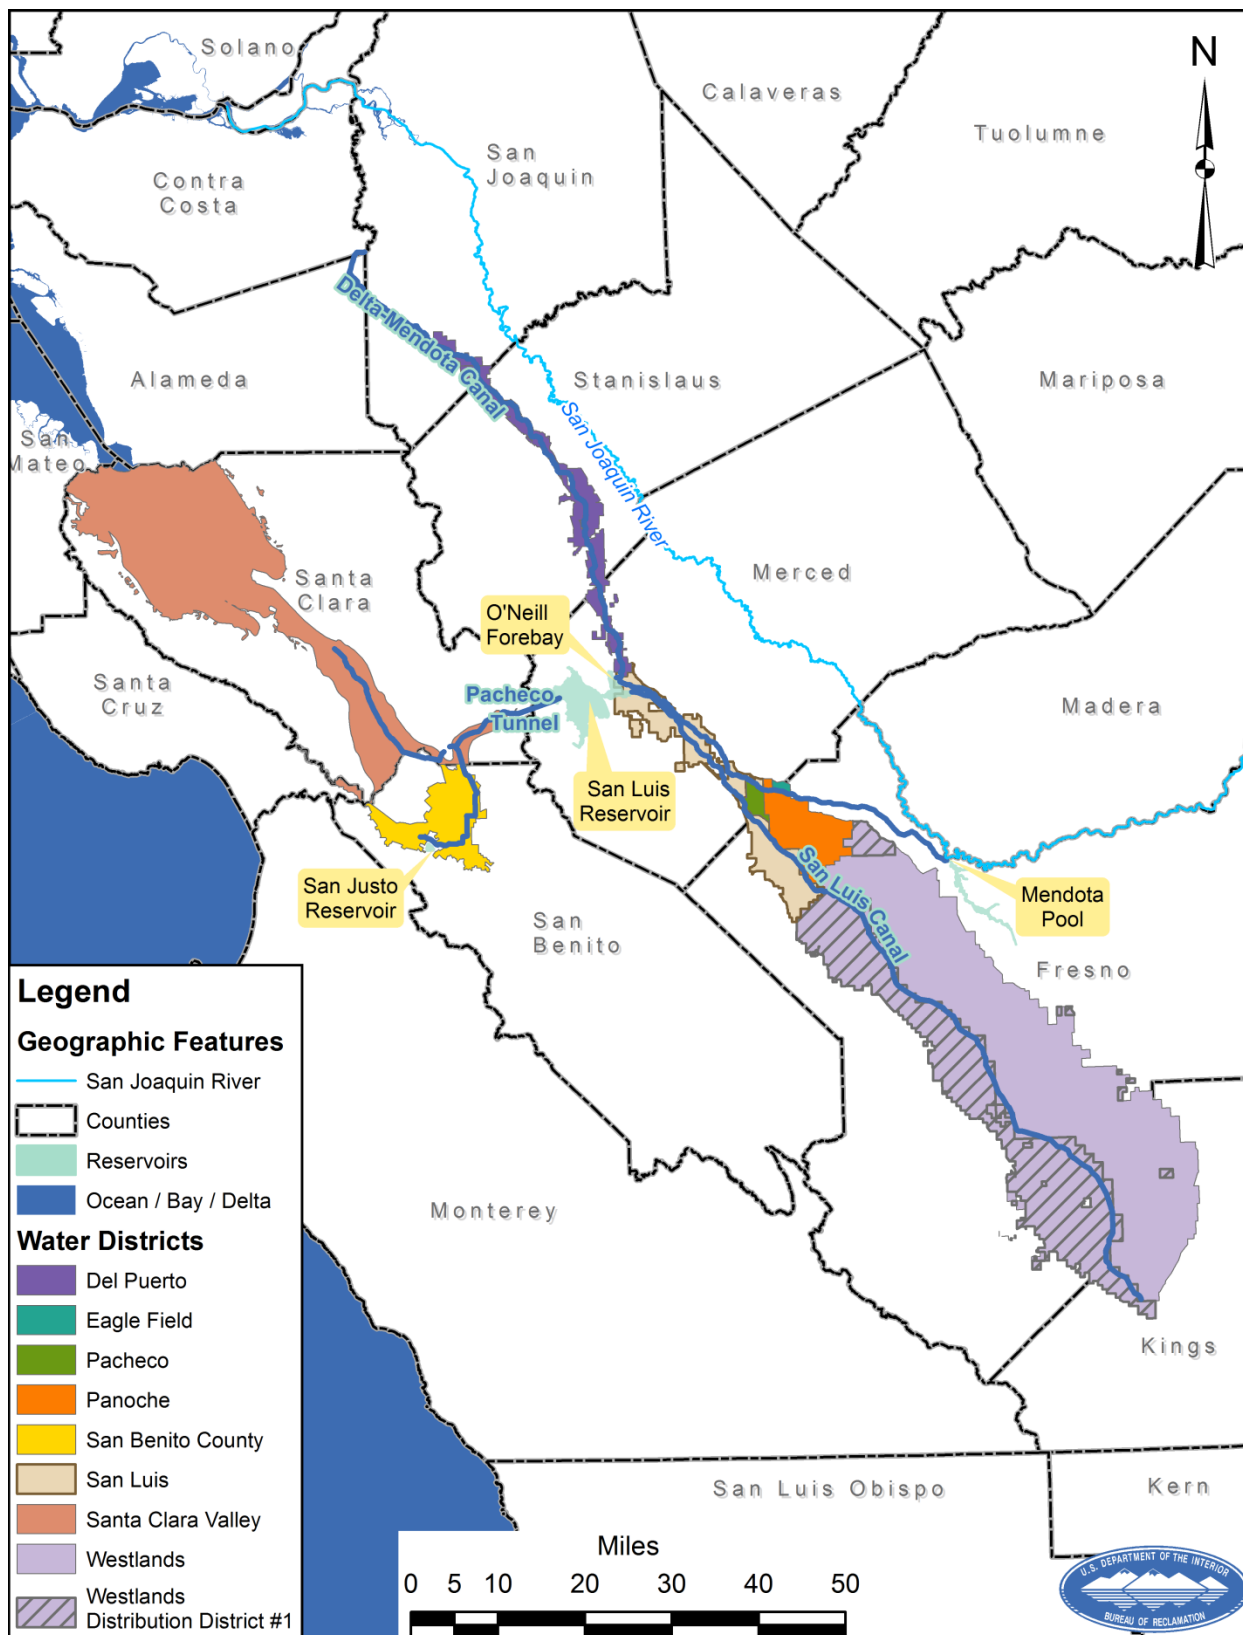 Solano
Calaveras
N
Tuolumne
San
Joaquin
Contra
Costa
Delta-Mendota Canal
Alameda
Stanislaus
Mariposa
San
Mateo
San Joaquin River
Santa
Clara
Merced
O'Neill
Forebay
Santa
Cruz
Pacheco
Tunnel
Madera
San Luis
Reservoir
San Luis Canal
San Justo
Reservoir
Mendota
Pool
San
Benito
Fresno
Monterey
Kings
San Luis Obispo
Kern
Legend
Geographic Features
San Joaquin River
Counties
Reservoirs
Ocean / Bay / Delta
Water Districts
Del Puerto
Eagle Field
Pacheco
Panoche
San Benito County
San Luis
Santa Clara Valley
Westlands
Westlands
Distribution District #1
Miles
0 5 10 20 30 40 50
U.S. DEPARTMENT OF THE INTERIOR
BUREAU OF RECLAMATION